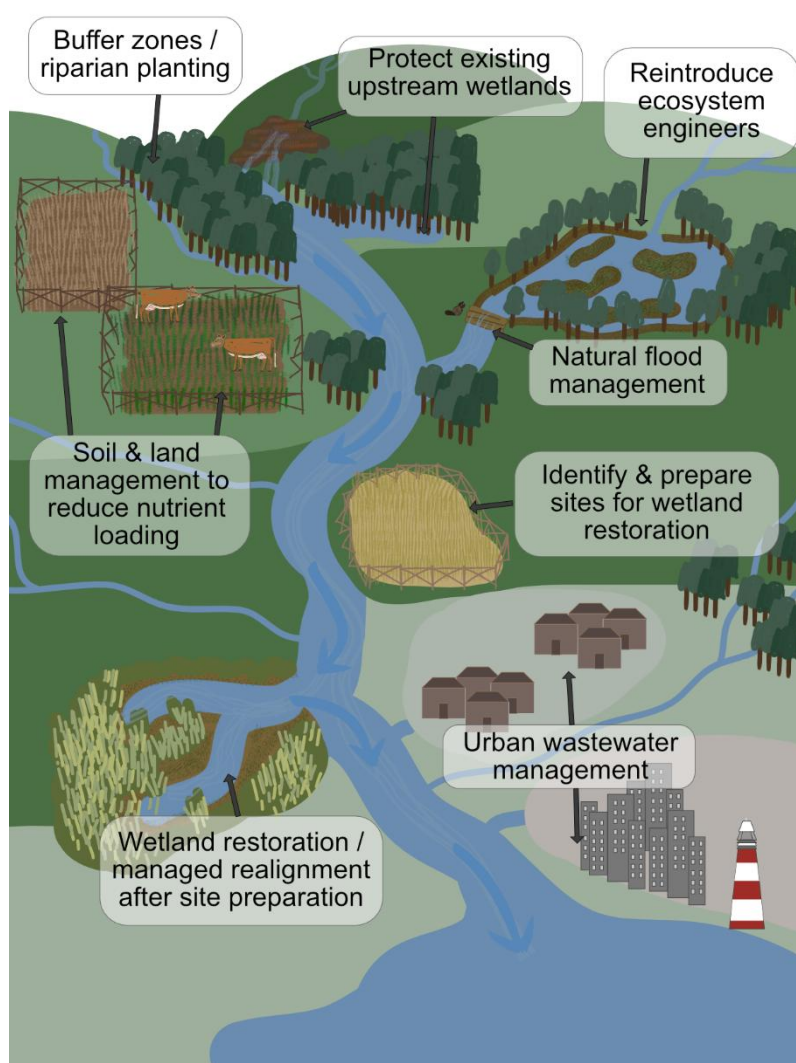 Buffer zones /
riparian planting
Protect existing
upstream wetlands
Reintroduce
ecosystem
engineers
Natural flood
management
Soil & land
management to
reduce nutrient
loading
Identify & prepare
sites for wetland
restoration
Urban wastewater
management
Wetland restoration /
managed realignment
after site preparation